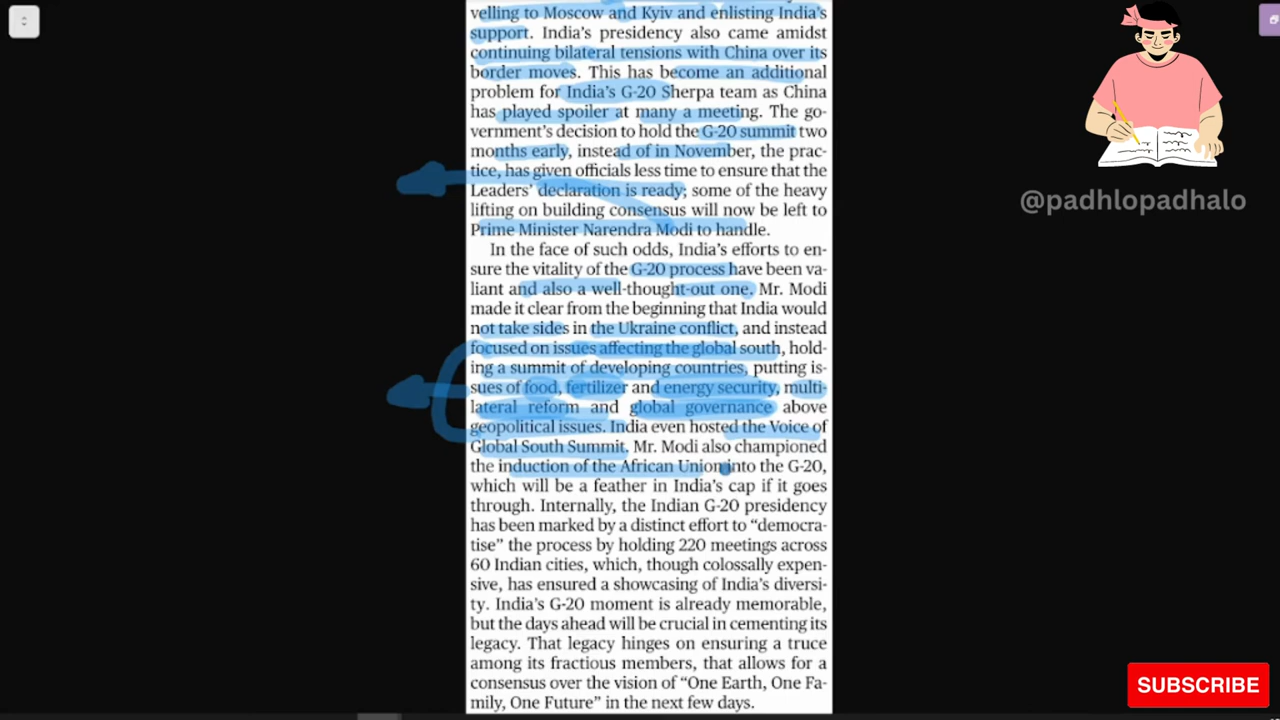 velling to Moscow and Kyiv and enlisting India's
support. India's presidency also came amidst
continuing bilateral tensions with China over its
border moves. This has become an additional
problem for India's G-20 Sherpa team as China
has played spoiler at many a meeting. The go-
vernment's decision to hold the G-20 summit two
months early, instead of in November, the prac-
tice, has given officials less time to ensure that the
Leaders' declaration is ready; some of the heavy
lifting on building consensus will now be left to
Prime Minister Narendra Modi to handle.
In the face of such odds, India's efforts to en-
sure the vitality of the G-20 process have been va-
liant and also a well-thought-out one. Mr. Modi
made it clear from the beginning that India would
not take sides in the Ukraine conflict, and instead
focused on issues affecting the global south, hold-
ing a summit of developing countries, putting is-
sues of food, fertilizer and energy security, multi-
lateral reform and global governance above
geopolitical issues. India even hosted the Voice of
Global South Summit. Mr. Modi also championed
the induction of the African Union into the G-20,
which will be a feather in India's cap if it goes
through. Internally, the Indian G-20 presidency
has been marked by a distinct effort to "democra-
tise" the process by holding 220 meetings across
60 Indian cities, which, though colossally expen-
sive, has ensured a showcasing of India's diversi-
ty. India's G-20 moment is already memorable,
but the days ahead will be crucial in cementing its
legacy. That legacy hinges on ensuring a truce
among its fractious members, that allows for a
consensus over the vision of "One Earth, One Fa-
mily, One Future" in the next few days.
@padhlopadhalo
SUBSCRIBE